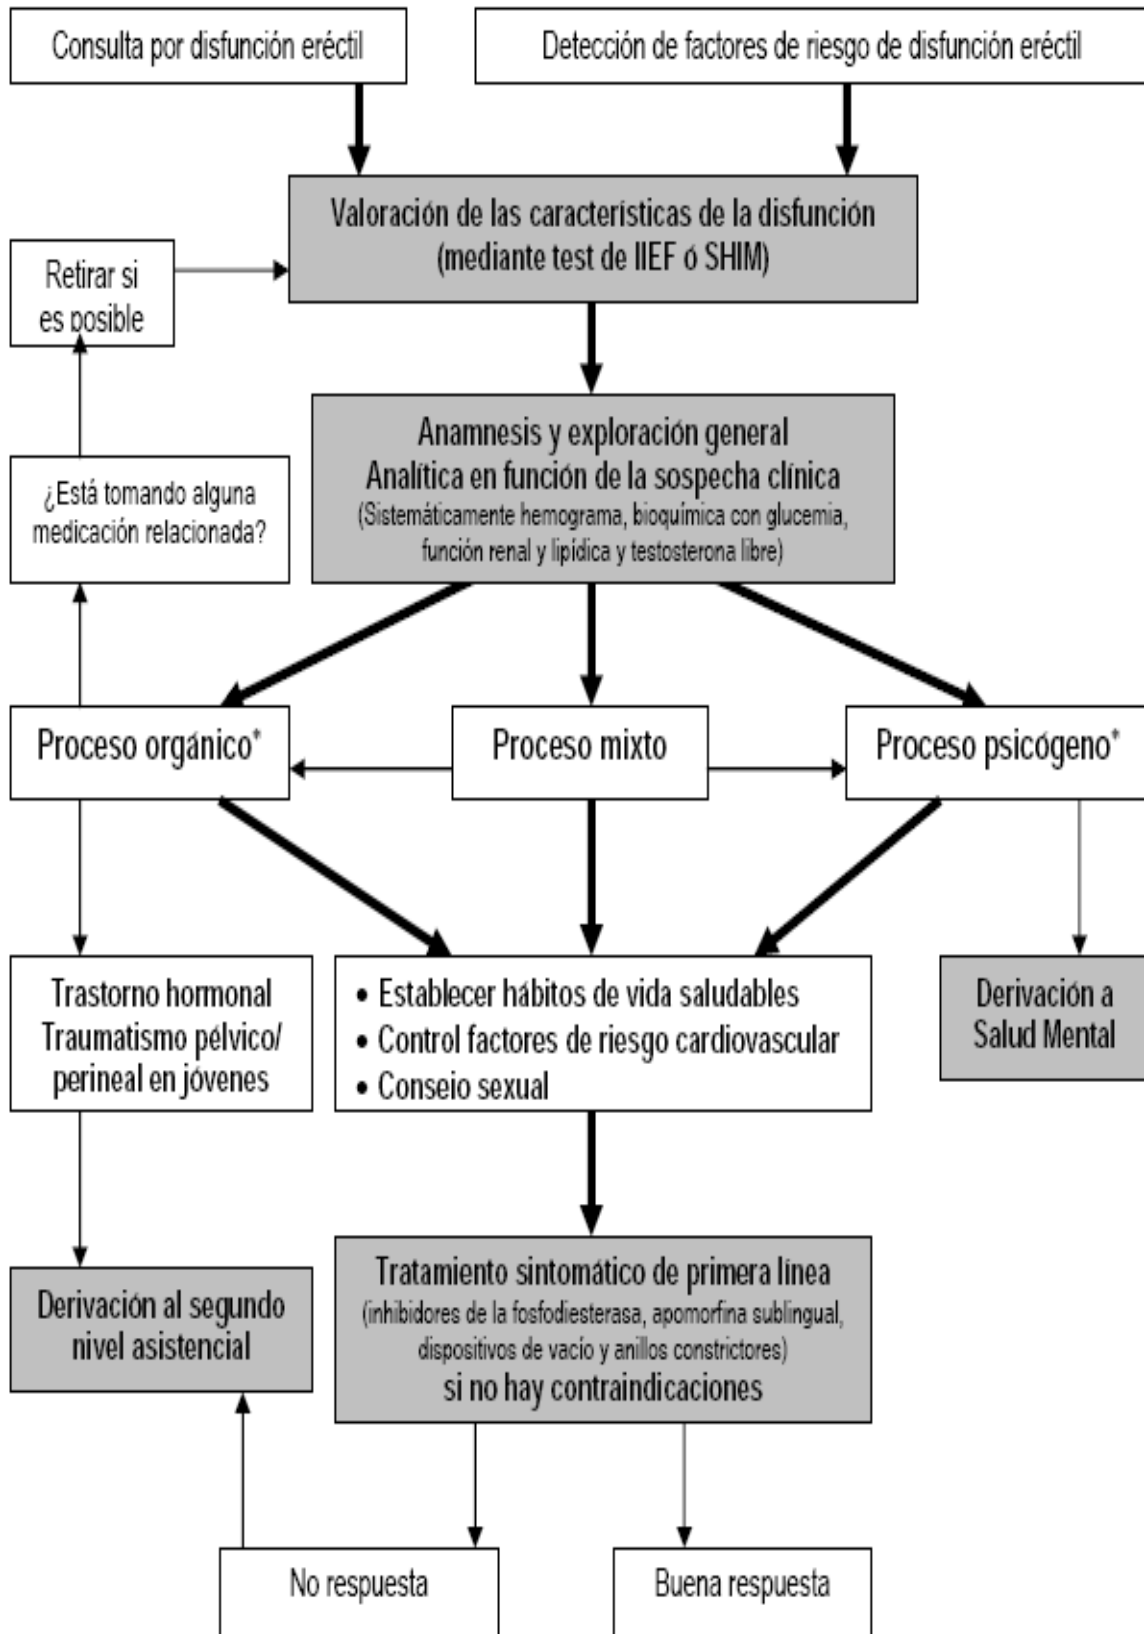 Consulta por disfunción eréctil
Detección de factores de riesgo de disfunción eréctil
Valoración de las características de la disfunción
(mediante test de IIEF ó SHIM)
Retirar si
es posible
Anamnesis y exploración general
Analítica en función de la sospecha clínica
(Sistemáticamente hemograma, bioquímica con glucemia,
función renal y lipídica y testosterona libre)
¿Está tomando alguna
medicación relacionada?
Proceso orgánico*
Proceso mixto
Proceso psicógeno*
Trastorno hormonal
Traumatismo pélvico/
perineal en jóvenes
• Establecer hábitos de vida saludables
• Control factores de riesgo cardiovascular
• Consejo sexual
Derivación a
Salud Mental
Derivación al segundo
nivel asistencial
Tratamiento sintomático de primera línea
(inhibidores de la fosfodiesterasa, apomorfina sublingual,
dispositivos de vacío y anillos constrictores)
si no hay contraindicaciones
No respuesta
Buena respuesta